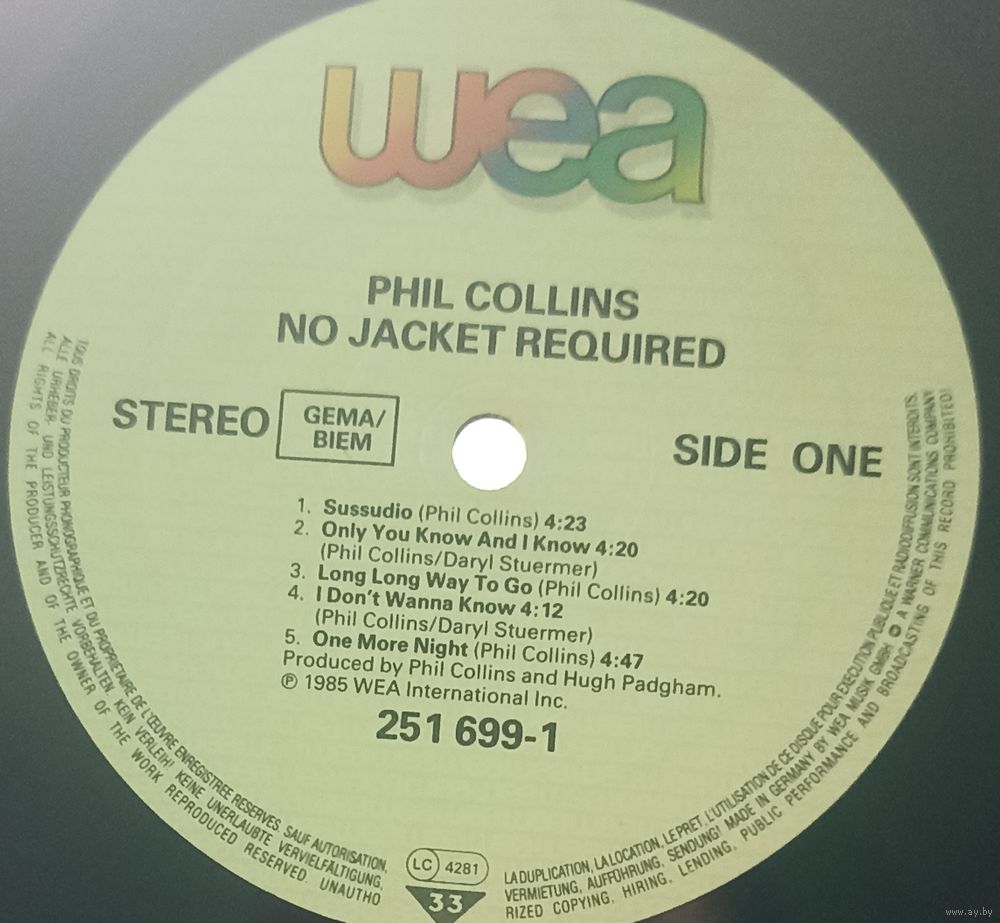 wea
PHIL COLLINS
NO JACKET REQUIRED
STEREO
GEMA/
BIEM
SIDE ONE
1. Sussudio (Phil Collins) 4:23
2. Only You Know And I Know 4:20
(Phil Collins/Daryl Stuermer)
3. Long Long Way To Go (Phil Collins) 4:20
4. I Don't Wanna Know 4:12
(Phil Collins/Daryl Stuermer)
5. One More Night (Phil Collins) 4:47
Produced by Phil Collins and Hugh Padgham.
℗ 1985 WEA International Inc.
251 699-1
TOUS DROITS DU PRODUCTEUR PHONOGRAPHIQUE ET DU PROPRIETAIRE DE L'ŒUVRE ENREGISTREE RESERVES. SAUF AUTORISATION,
LA DUPLICATION, LA LOCATION, LE PRET, L'UTILISATION DE CE DISQUE POUR EXECUTION PUBLIQUE ET RADIODIFFUSION SONT INTERDITS.
ALLE URHEBER- UND LEISTUNGSSCHUTZRECHTE VORBEHALTEN. KEIN VERLEIH! KEINE UNERLAUBTE VERVIELFÄLTIGUNG,
VERMIETUNG, AUFFÜHRUNG, SENDUNG! MADE IN GERMANY BY WEA MUSIK GMBH A WARNER COMMUNICATIONS COMPANY
ALL RIGHTS OF THE PRODUCER AND OF THE OWNER OF THE WORK REPRODUCED RESERVED. UNAUTHO
RIZED COPYING, HIRING, LENDING, PUBLIC PERFORMANCE AND BROADCASTING OF THIS RECORD PROHIBITED!
LC 4281
33
www.ay.by